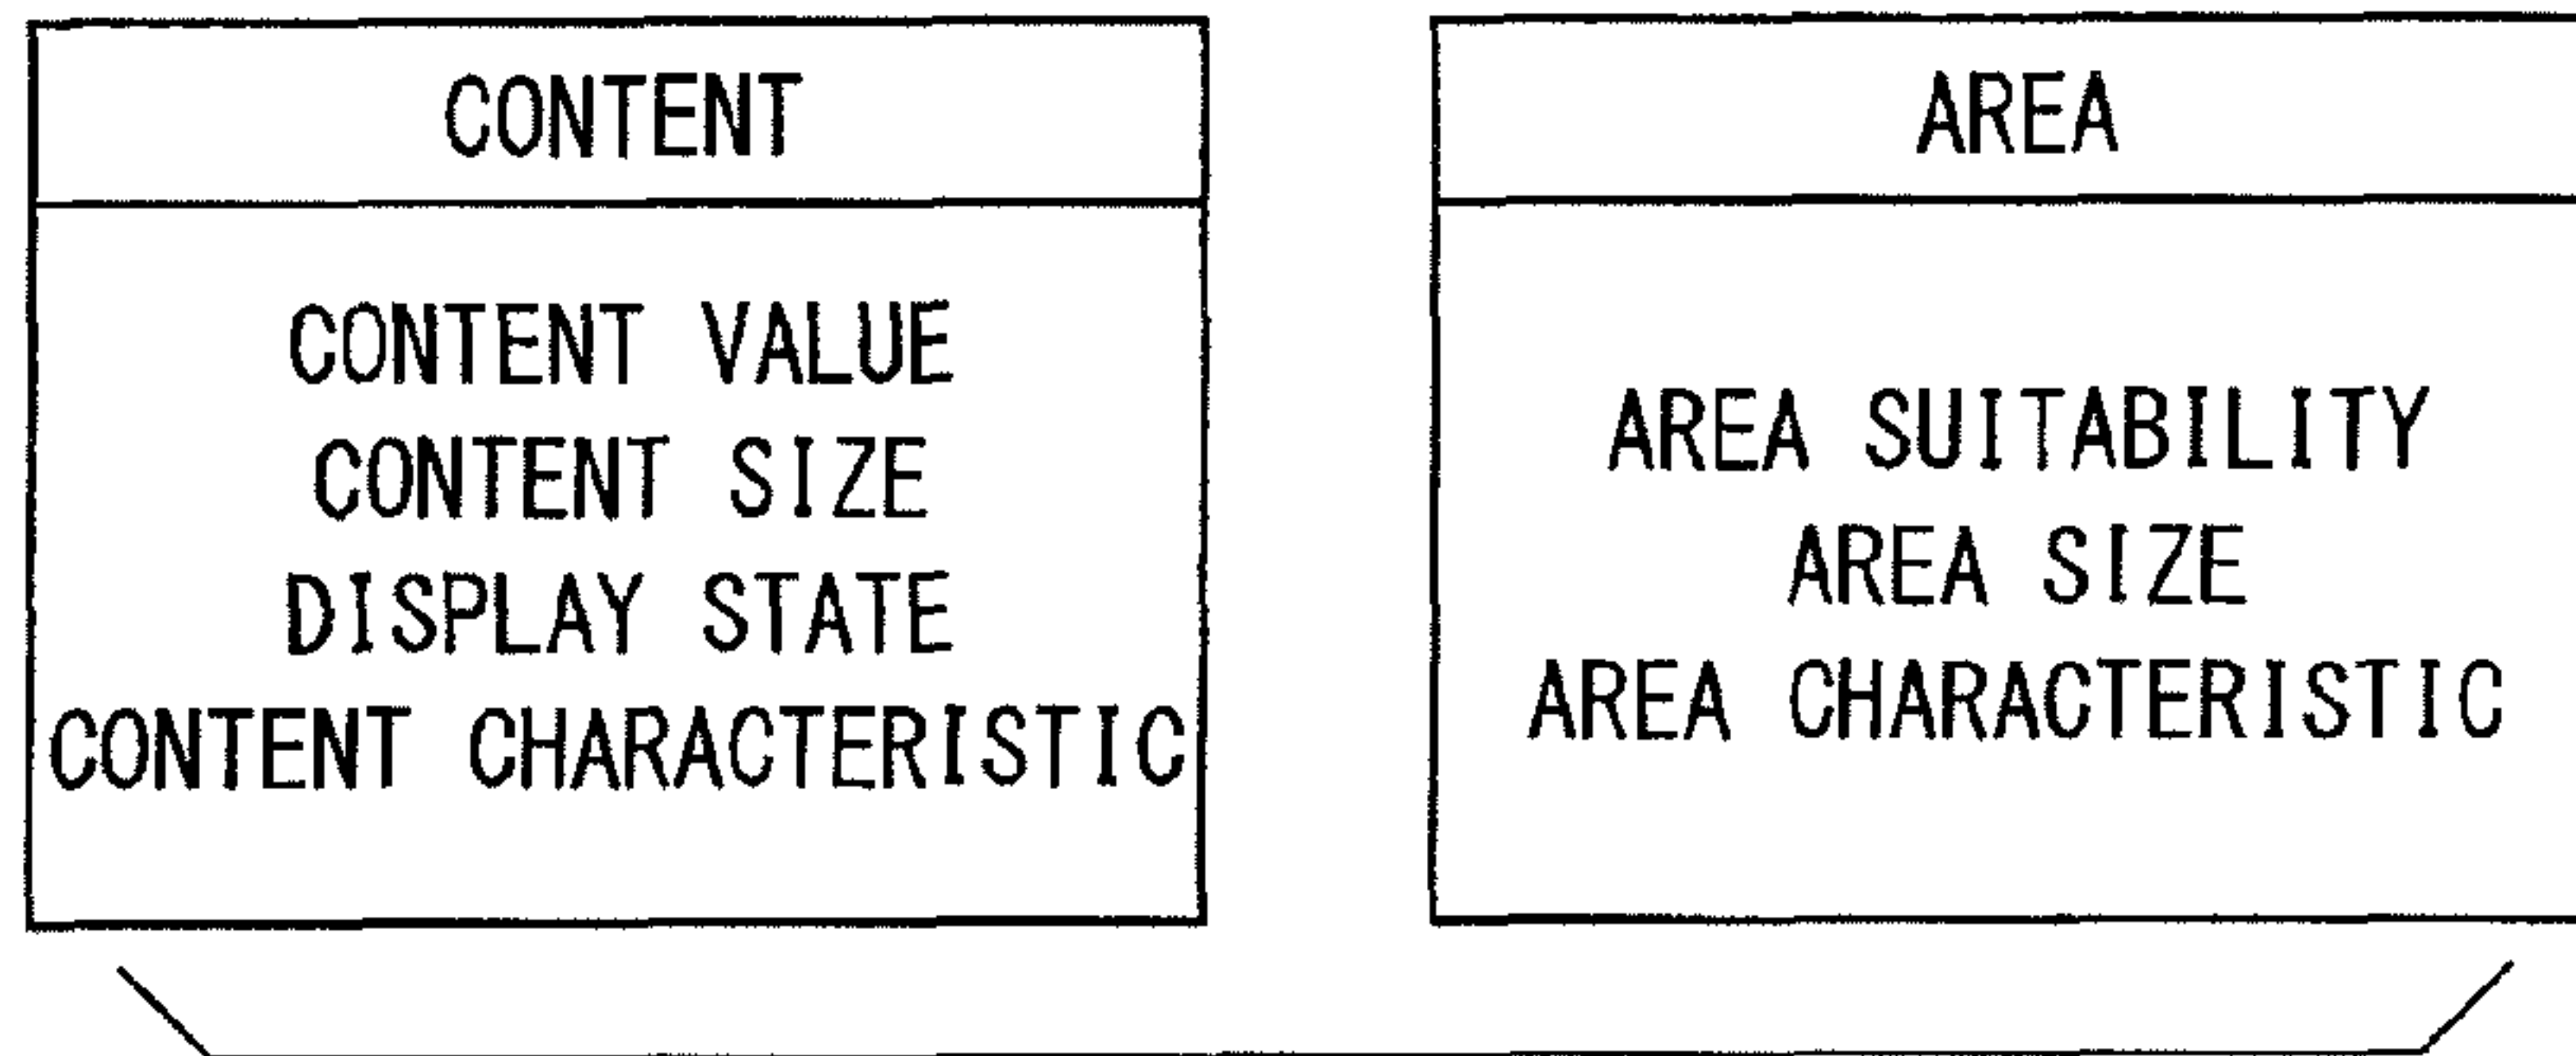 CONTENT
CONTENT VALUE
CONTENT SIZE
DISPLAY STATE
CONTENT CHARACTERISTIC
AREA
AREA SUITABILITY
AREA SIZE
AREA CHARACTERISTIC